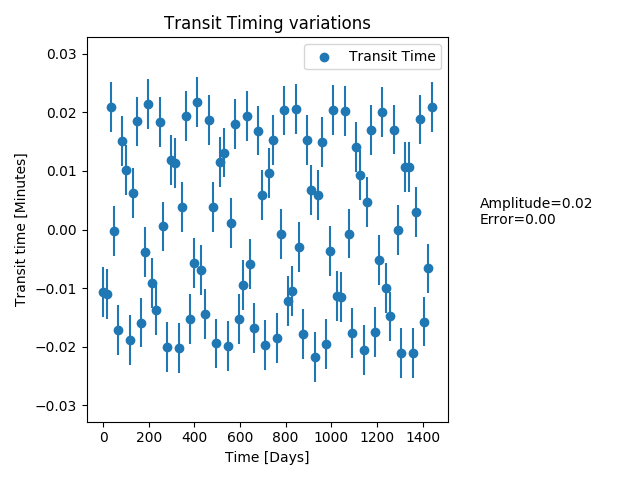 Transit Timing variations
Transit Time
0.03
0.02
0.01
0.00
−0.01
−0.02
−0.03
Transit time [Minutes]
Amplitude=0.02
Error=0.00
0 200 400 600 800 1000 1200 1400
Time [Days]